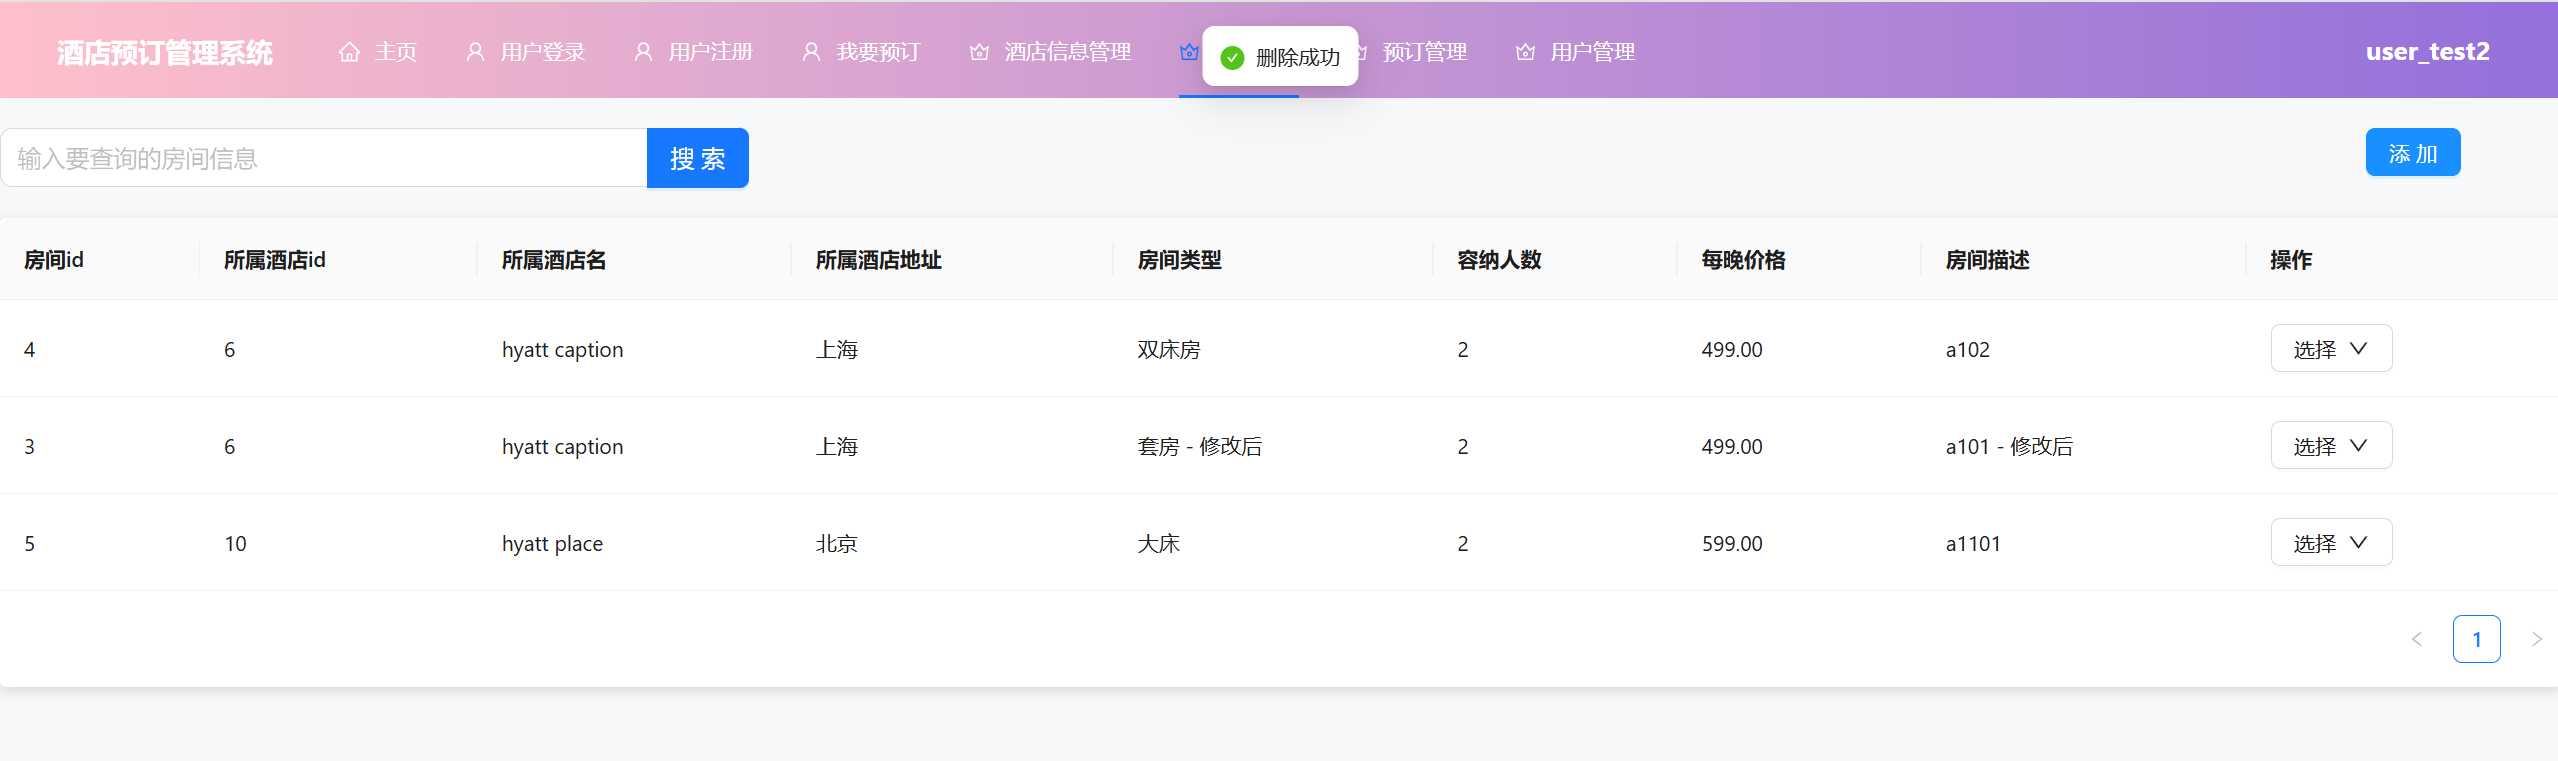 酒店预订管理系统 主页 用户登录 用户注册 我要预订 酒店信息管理 删除成功 预订管理 用户管理 user_test2
输入要查询的房间信息 搜索 添加
房间id 所属酒店id 所属酒店名 所属酒店地址 房间类型 容纳人数 每晚价格 房间描述 操作
4 6 hyatt caption 上海 双床房 2 499.00 a102 选择
3 6 hyatt caption 上海 套房 - 修改后 2 499.00 a101 - 修改后 选择
5 10 hyatt place 北京 大床 2 599.00 a1101 选择
1